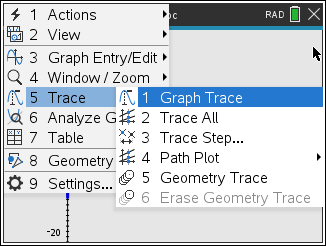 1 Actions
oc RAD
2 View
3 Graph Entry/Edit
4 Window / Zoom
5 Trace
6 Analyze G
7 Table
8 Geometry
9 Settings...
1 Graph Trace
2 Trace All
3 Trace Step...
4 Path Plot
5 Geometry Trace
6 Erase Geometry Trace
-20